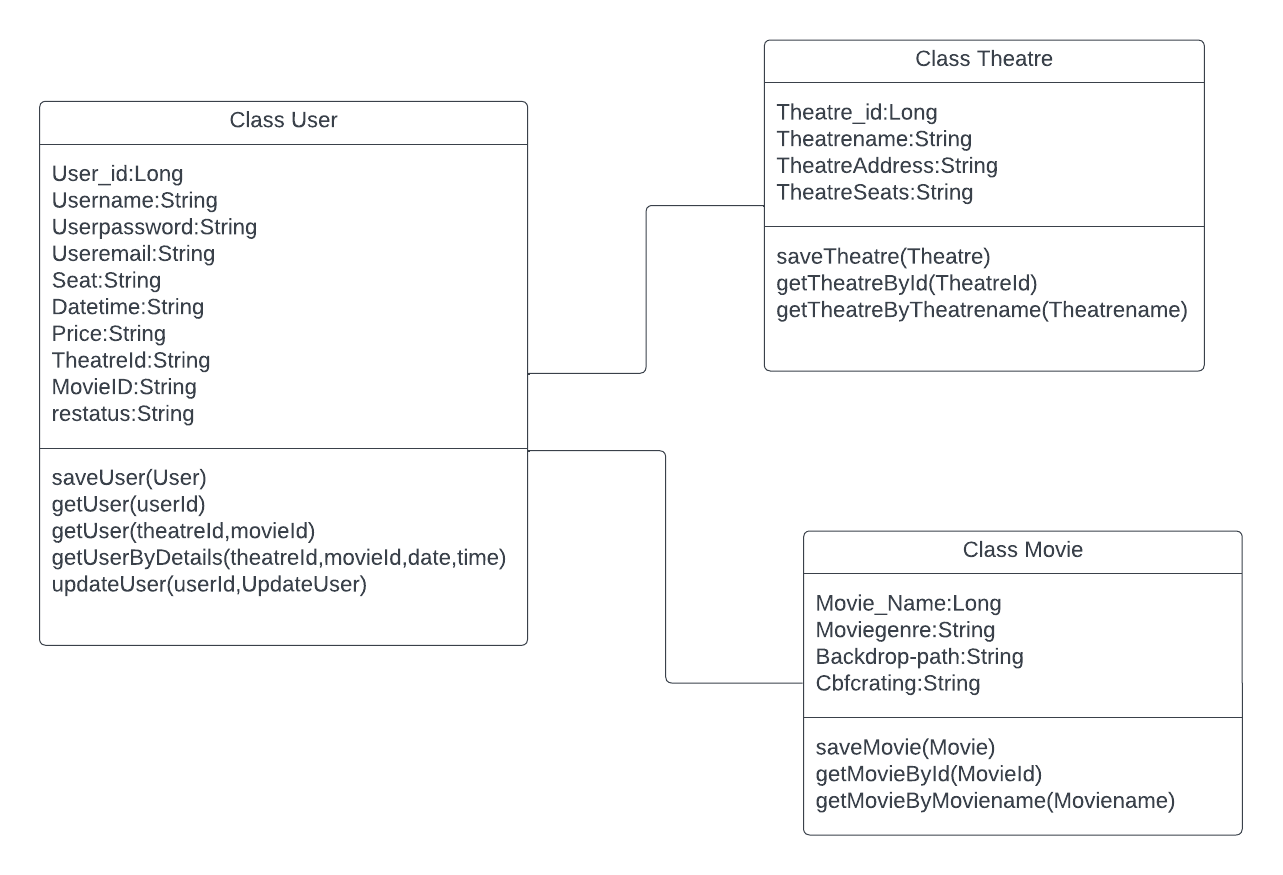 Class User
User_id:Long
Username:String
Userpassword:String
Useremail:String
Seat:String
Datetime:String
Price:String
TheatreId:String
MovieID:String
restatus:String
saveUser(User)
getUser(userId)
getUser(theatreId,movieId)
getUserByDetails(theatreId,movieId,date,time)
updateUser(userId,UpdateUser)
Class Theatre
Theatre_id:Long
Theatrename:String
TheatreAddress:String
TheatreSeats:String
saveTheatre(Theatre)
getTheatreById(TheatreId)
getTheatreByTheatrename(Theatrename)
Class Movie
Movie_Name:Long
Moviegenre:String
Backdrop-path:String
Cbfcrating:String
saveMovie(Movie)
getMovieById(MovieId)
getMovieByMoviename(Moviename)